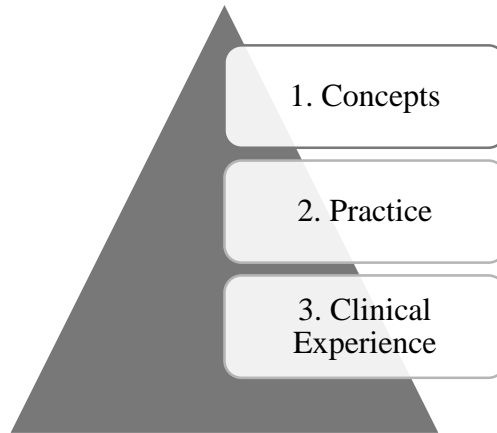 1. Concepts
2. Practice
3. Clinical
Experience